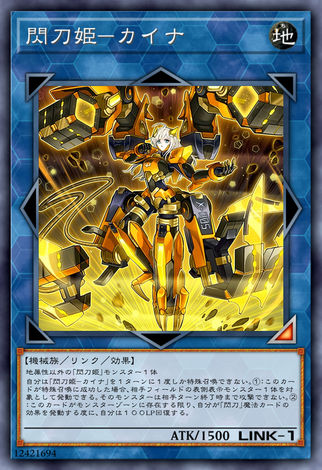 閃刀姫-カイナ
地
ち
【機械族/リンク/効果】
地属性以外の「閃刀姫」モンスター1体
自分は「閃刀姫-カイナ」を1ターンに1度しか特殊召喚できない。①:このカー
ドが特殊召喚に成功した場合、相手フィールドの表側表示モンスター1体を対
象として発動できる。そのモンスターは相手ターン終了時まで攻撃できない。②
:このカードがモンスターゾーンに存在する限り、自分が「閃刀」魔法カードの
効果を発動する度に、自分は100LP回復する。
ATK/1500 LINK-1
12421694